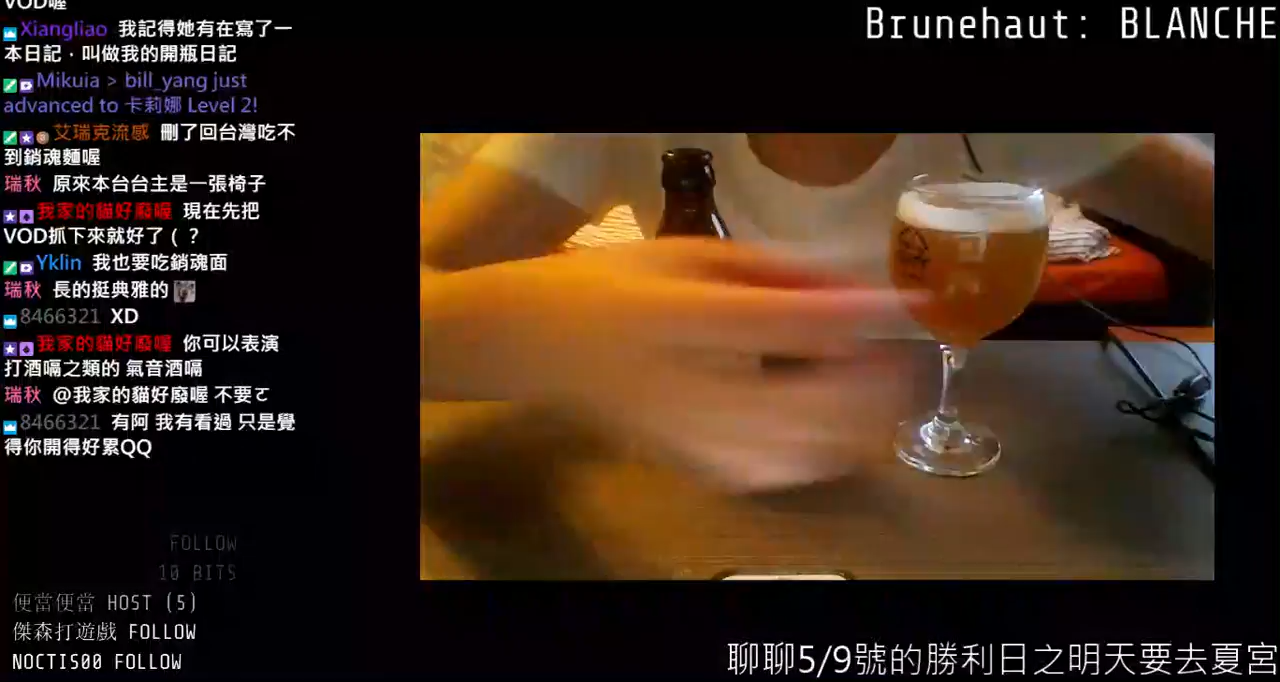 VOD喔
Xiangliao 我記得她有在寫了一
本日記，叫做我的開瓶日記
Mikuia > bill_yang just
advanced to 卡莉娜 Level 2!
艾瑞克流感 刪了回台灣吃不
到銷魂麵喔
瑞秋 原來本台台主是一張椅子
我家的貓好廢喔 現在先把
VOD抓下來就好了 ( ?
Yklin 我也要吃銷魂面
瑞秋 長的挺典雅的
8466321 XD
我家的貓好廢喔 你可以表演
打酒嗝之類的 氣音酒嗝
瑞秋 @我家的貓好廢喔 不要ㄛ
8466321 有阿 我有看過 只是覺
得你開得好累QQ
FOLLOW
10 BITS
便當便當 HOST (5)
傑森打遊戲 FOLLOW
NOCTIS00 FOLLOW
Brunehaut: BLANCHE
聊聊5/9號的勝利日之明天要去夏宮